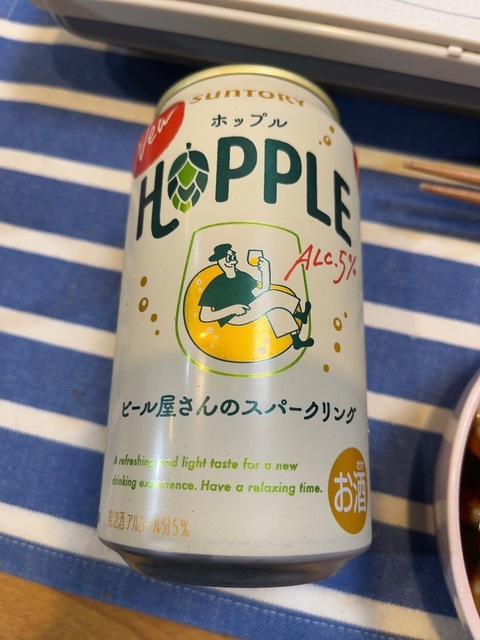 New
SUNTORY
ホップル
HOPPLE
ALC.5%
ビール屋さんのスパークリング
A refreshing and light taste for a new
drinking experience. Have a relaxing time.
お酒
発泡酒 アルコール分5%